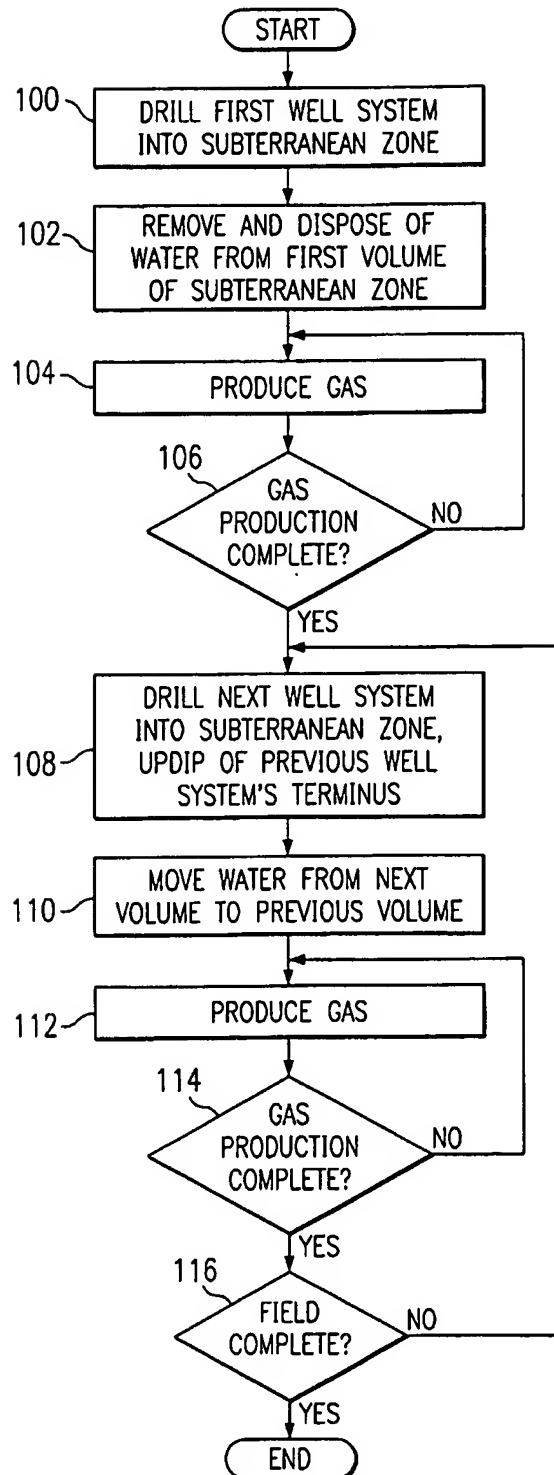 START
100
DRILL FIRST WELL SYSTEM
INTO SUBTERRANEAN ZONE
102
REMOVE AND DISPOSE OF
WATER FROM FIRST VOLUME
OF SUBTERRANEAN ZONE
104
PRODUCE GAS
106
GAS
PRODUCTION
COMPLETE?
NO
YES
108
DRILL NEXT WELL SYSTEM
INTO SUBTERRANEAN ZONE,
UPDIP OF PREVIOUS WELL
SYSTEM'S TERMINUS
110
MOVE WATER FROM NEXT
VOLUME TO PREVIOUS VOLUME
112
PRODUCE GAS
114
GAS
PRODUCTION
COMPLETE?
NO
YES
116
FIELD
COMPLETE?
NO
YES
END